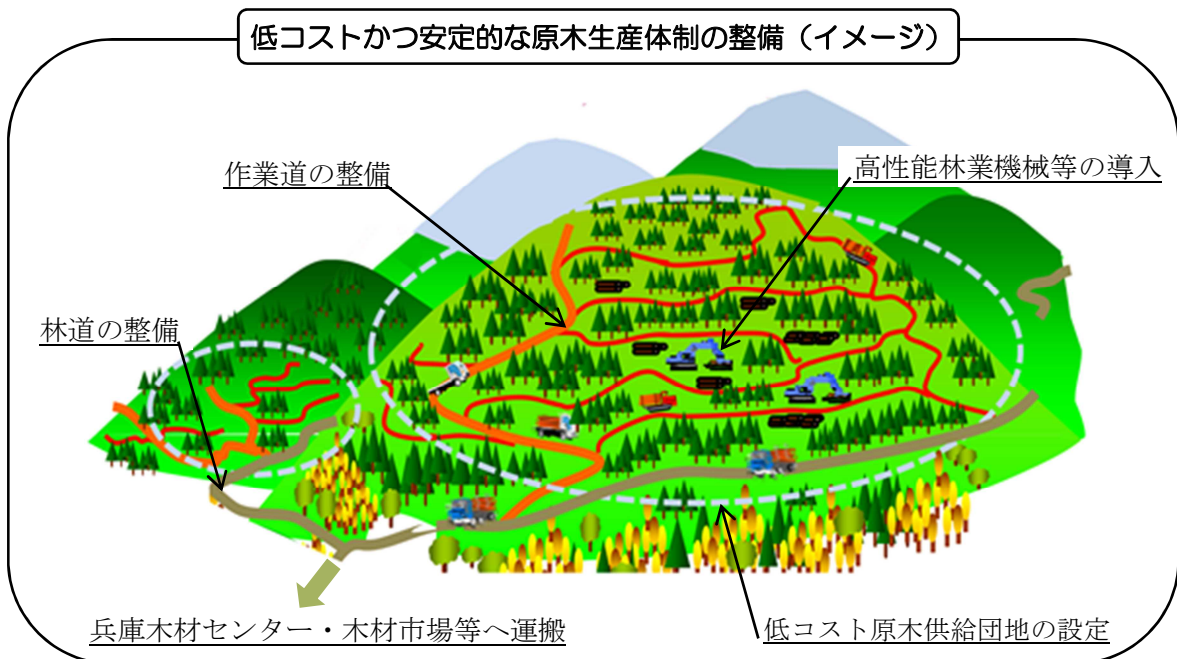 低コストかつ安定的な原木生産体制の整備（イメージ）
作業道の整備
高性能林業機械等の導入
林道の整備
兵庫木材センター・木材市場等へ運搬
低コスト原木供給団地の設定